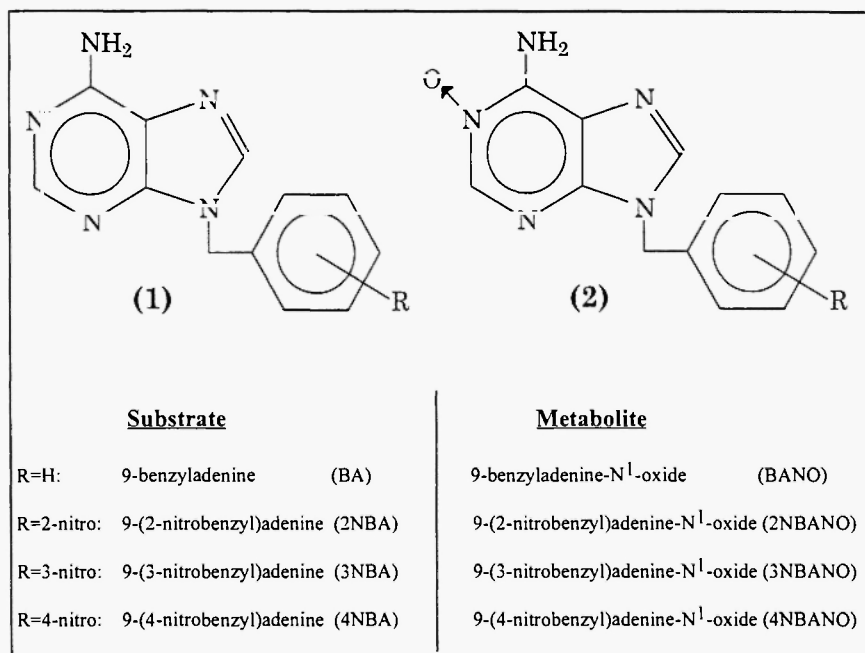 NH₂ NH₂
O
N N N N
N N N N
(1) R (2) R
Substrate Metabolite
R=H: 9-benzyladenine (BA) 9-benzyladenine-N¹-oxide (BANO)
R=2-nitro: 9-(2-nitrobenzyl)adenine (2NBA) 9-(2-nitrobenzyl)adenine-N¹-oxide (2NBANO)
R=3-nitro: 9-(3-nitrobenzyl)adenine (3NBA) 9-(3-nitrobenzyl)adenine-N¹-oxide (3NBANO)
R=4-nitro: 9-(4-nitrobenzyl)adenine (4NBA) 9-(4-nitrobenzyl)adenine-N¹-oxide (4NBANO)